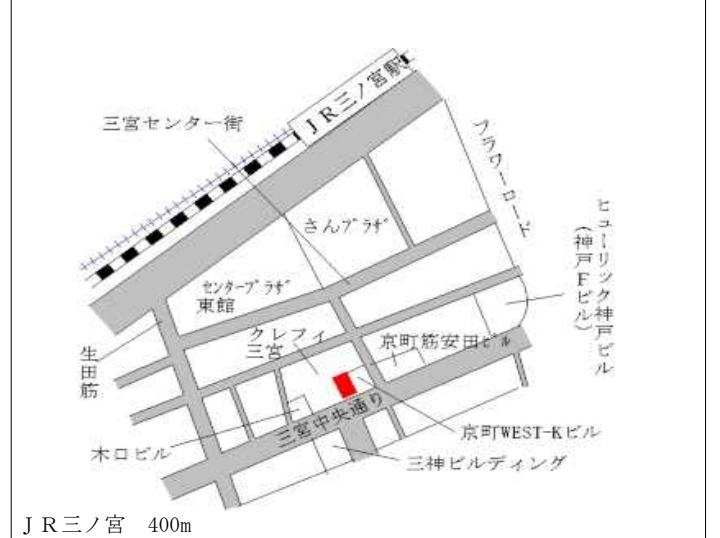 JR三ノ宮駅
三宮センター街
フラワーロード
さんプラザ
ヒューリック神戸ビル
(神戸Fビル)
センタープラザ
東館
クレフィ
三宮
京町筋安田ビル
生田筋
三宮中央通り
京町WEST-Kビル
木口ビル
三神ビルディング
JR三ノ宮 400m